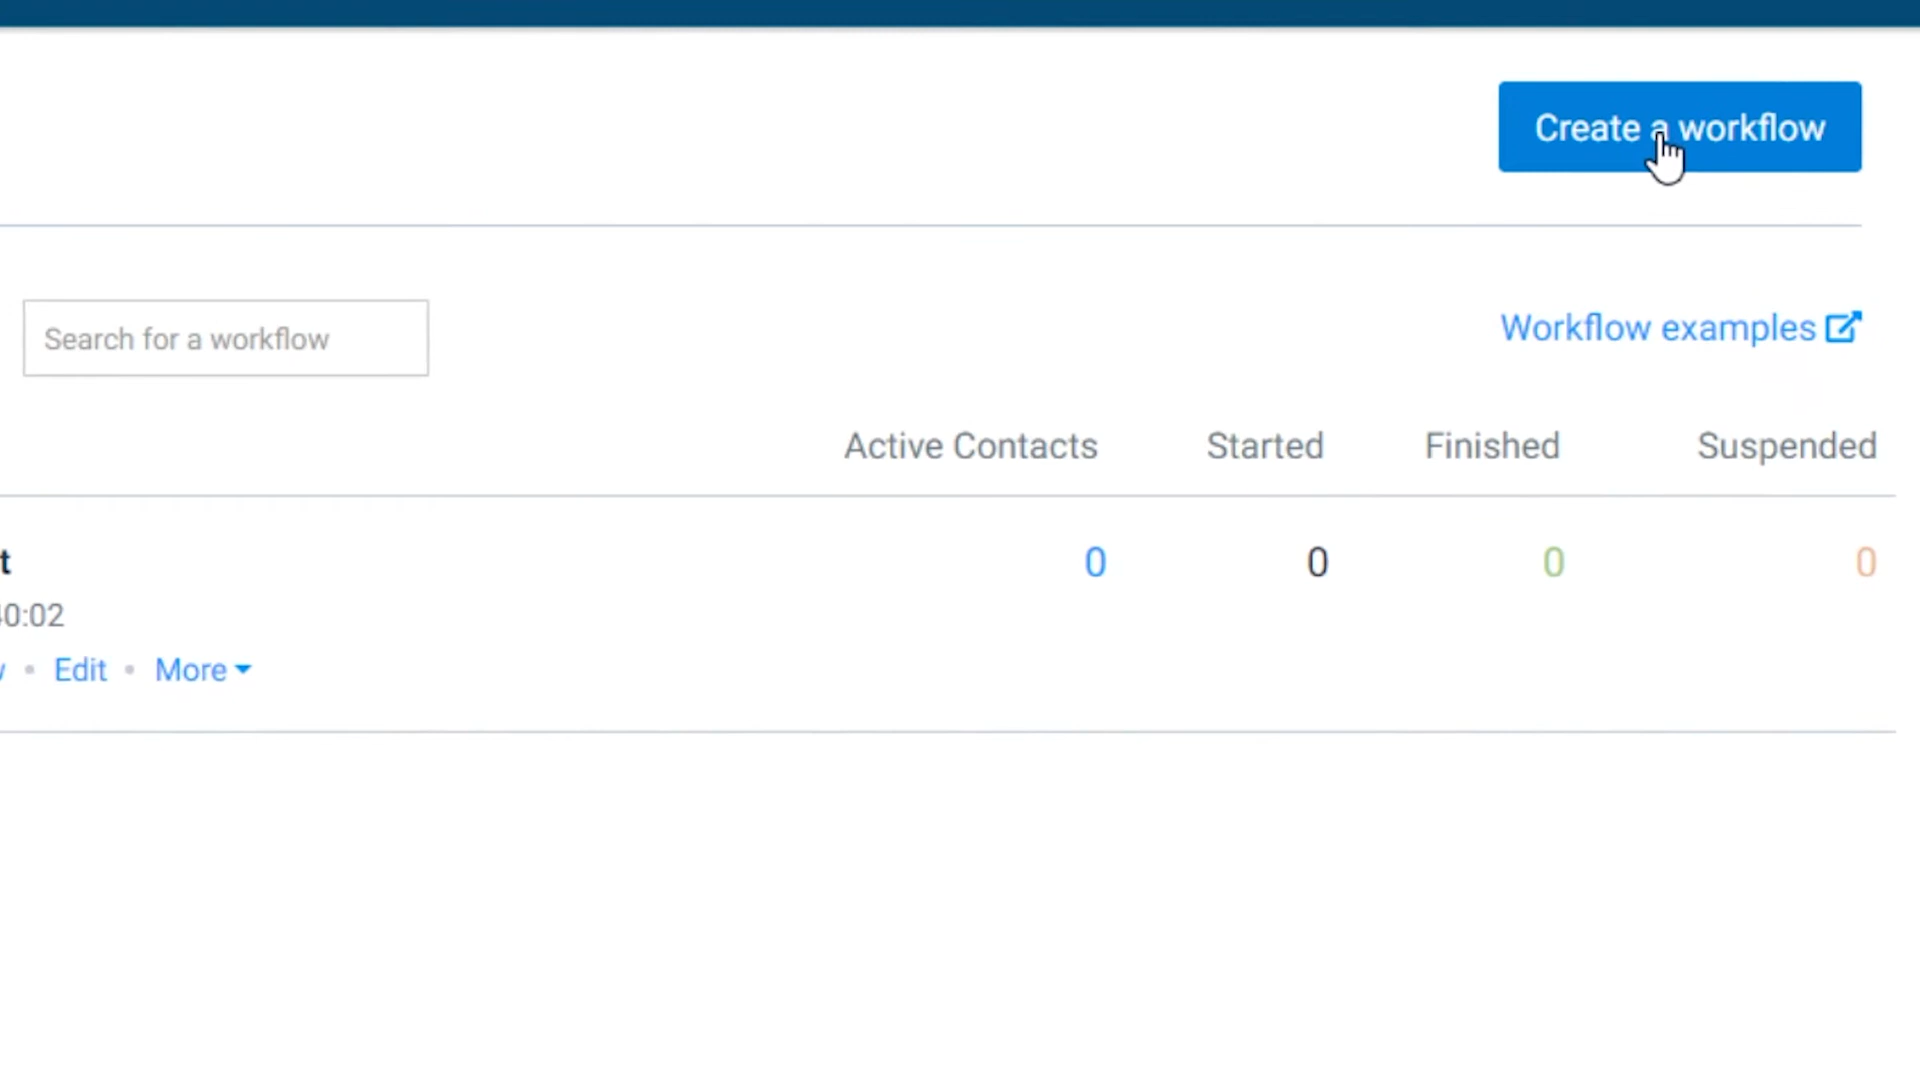 Create a workflow
Search for a workflow
Workflow examples
Active Contacts Started Finished Suspended
0 0 0 0
40:02
Edit • More